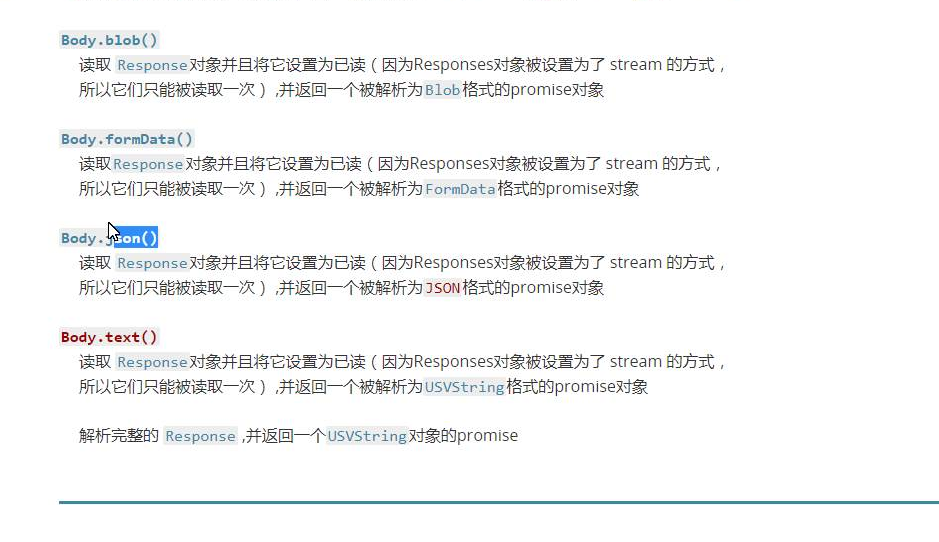 Body.blob()
读取 Response对象并且将它设置为已读（因为Responses对象被设置为了 stream 的方式，
所以它们只能被读取一次）,并返回一个被解析为Blob格式的promise对象
Body.formData()
读取Response对象并且将它设置为已读（因为Responses对象被设置为了 stream 的方式，
所以它们只能被读取一次）,并返回一个被解析为FormData格式的promise对象
Body.json()
读取 Response对象并且将它设置为已读（因为Responses对象被设置为了 stream 的方式，
所以它们只能被读取一次）,并返回一个被解析为JSON格式的promise对象
Body.text()
读取 Response对象并且将它设置为已读（因为Responses对象被设置为了 stream 的方式，
所以它们只能被读取一次）,并返回一个被解析为USVString格式的promise对象
解析完整的 Response ,并返回一个USVString对象的promise